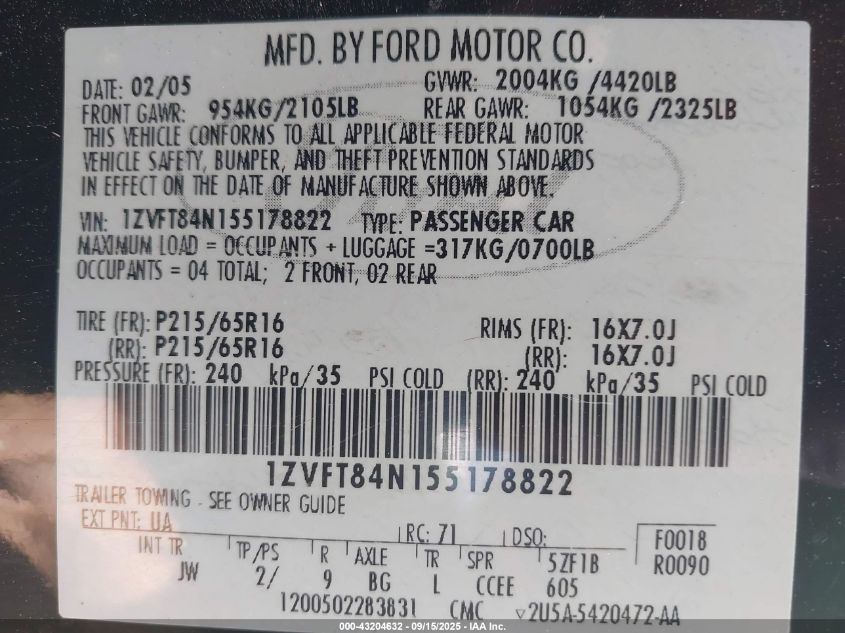 MFD. BY FORD MOTOR CO.
DATE: 02/05 GVWR: 2004KG /4420LB
FRONT GAWR: 954KG/2105LB REAR GAWR: 1054KG /2325LB
THIS VEHICLE CONFORMS TO ALL APPLICABLE FEDERAL MOTOR
VEHICLE SAFETY, BUMPER, AND THEFT PREVENTION STANDARDS
IN EFFECT ON THE DATE OF MANUFACTURE SHOWN ABOVE.
VIN: 1ZVFT84N155178822 TYPE: PASSENGER CAR
MAXIMUM LOAD = OCCUPANTS + LUGGAGE =317KG/0700LB
OCCUPANTS = 04 TOTAL; 2 FRONT, 02 REAR
TIRE (FR): P215/65R16 RIMS (FR): 16X7.0J
(RR): P215/65R16 (RR): 16X7.0J
PRESSURE (FR): 240 kPa/35 PSI COLD (RR): 240 kPa/35 PSI COLD
1ZVFT84N155178822
TRAILER TOWING - SEE OWNER GUIDE
EXT PNT: UA RC: 71 DSO: F0018
INT TR TP/PS R AXLE TR SPR 5ZF1B R0090
JW 2/ 9 BG L CCEE 605
1200502283831 CMC ▽2U5A-5420472-AA
000-43204632 - 09/15/2025 - IAA Inc.